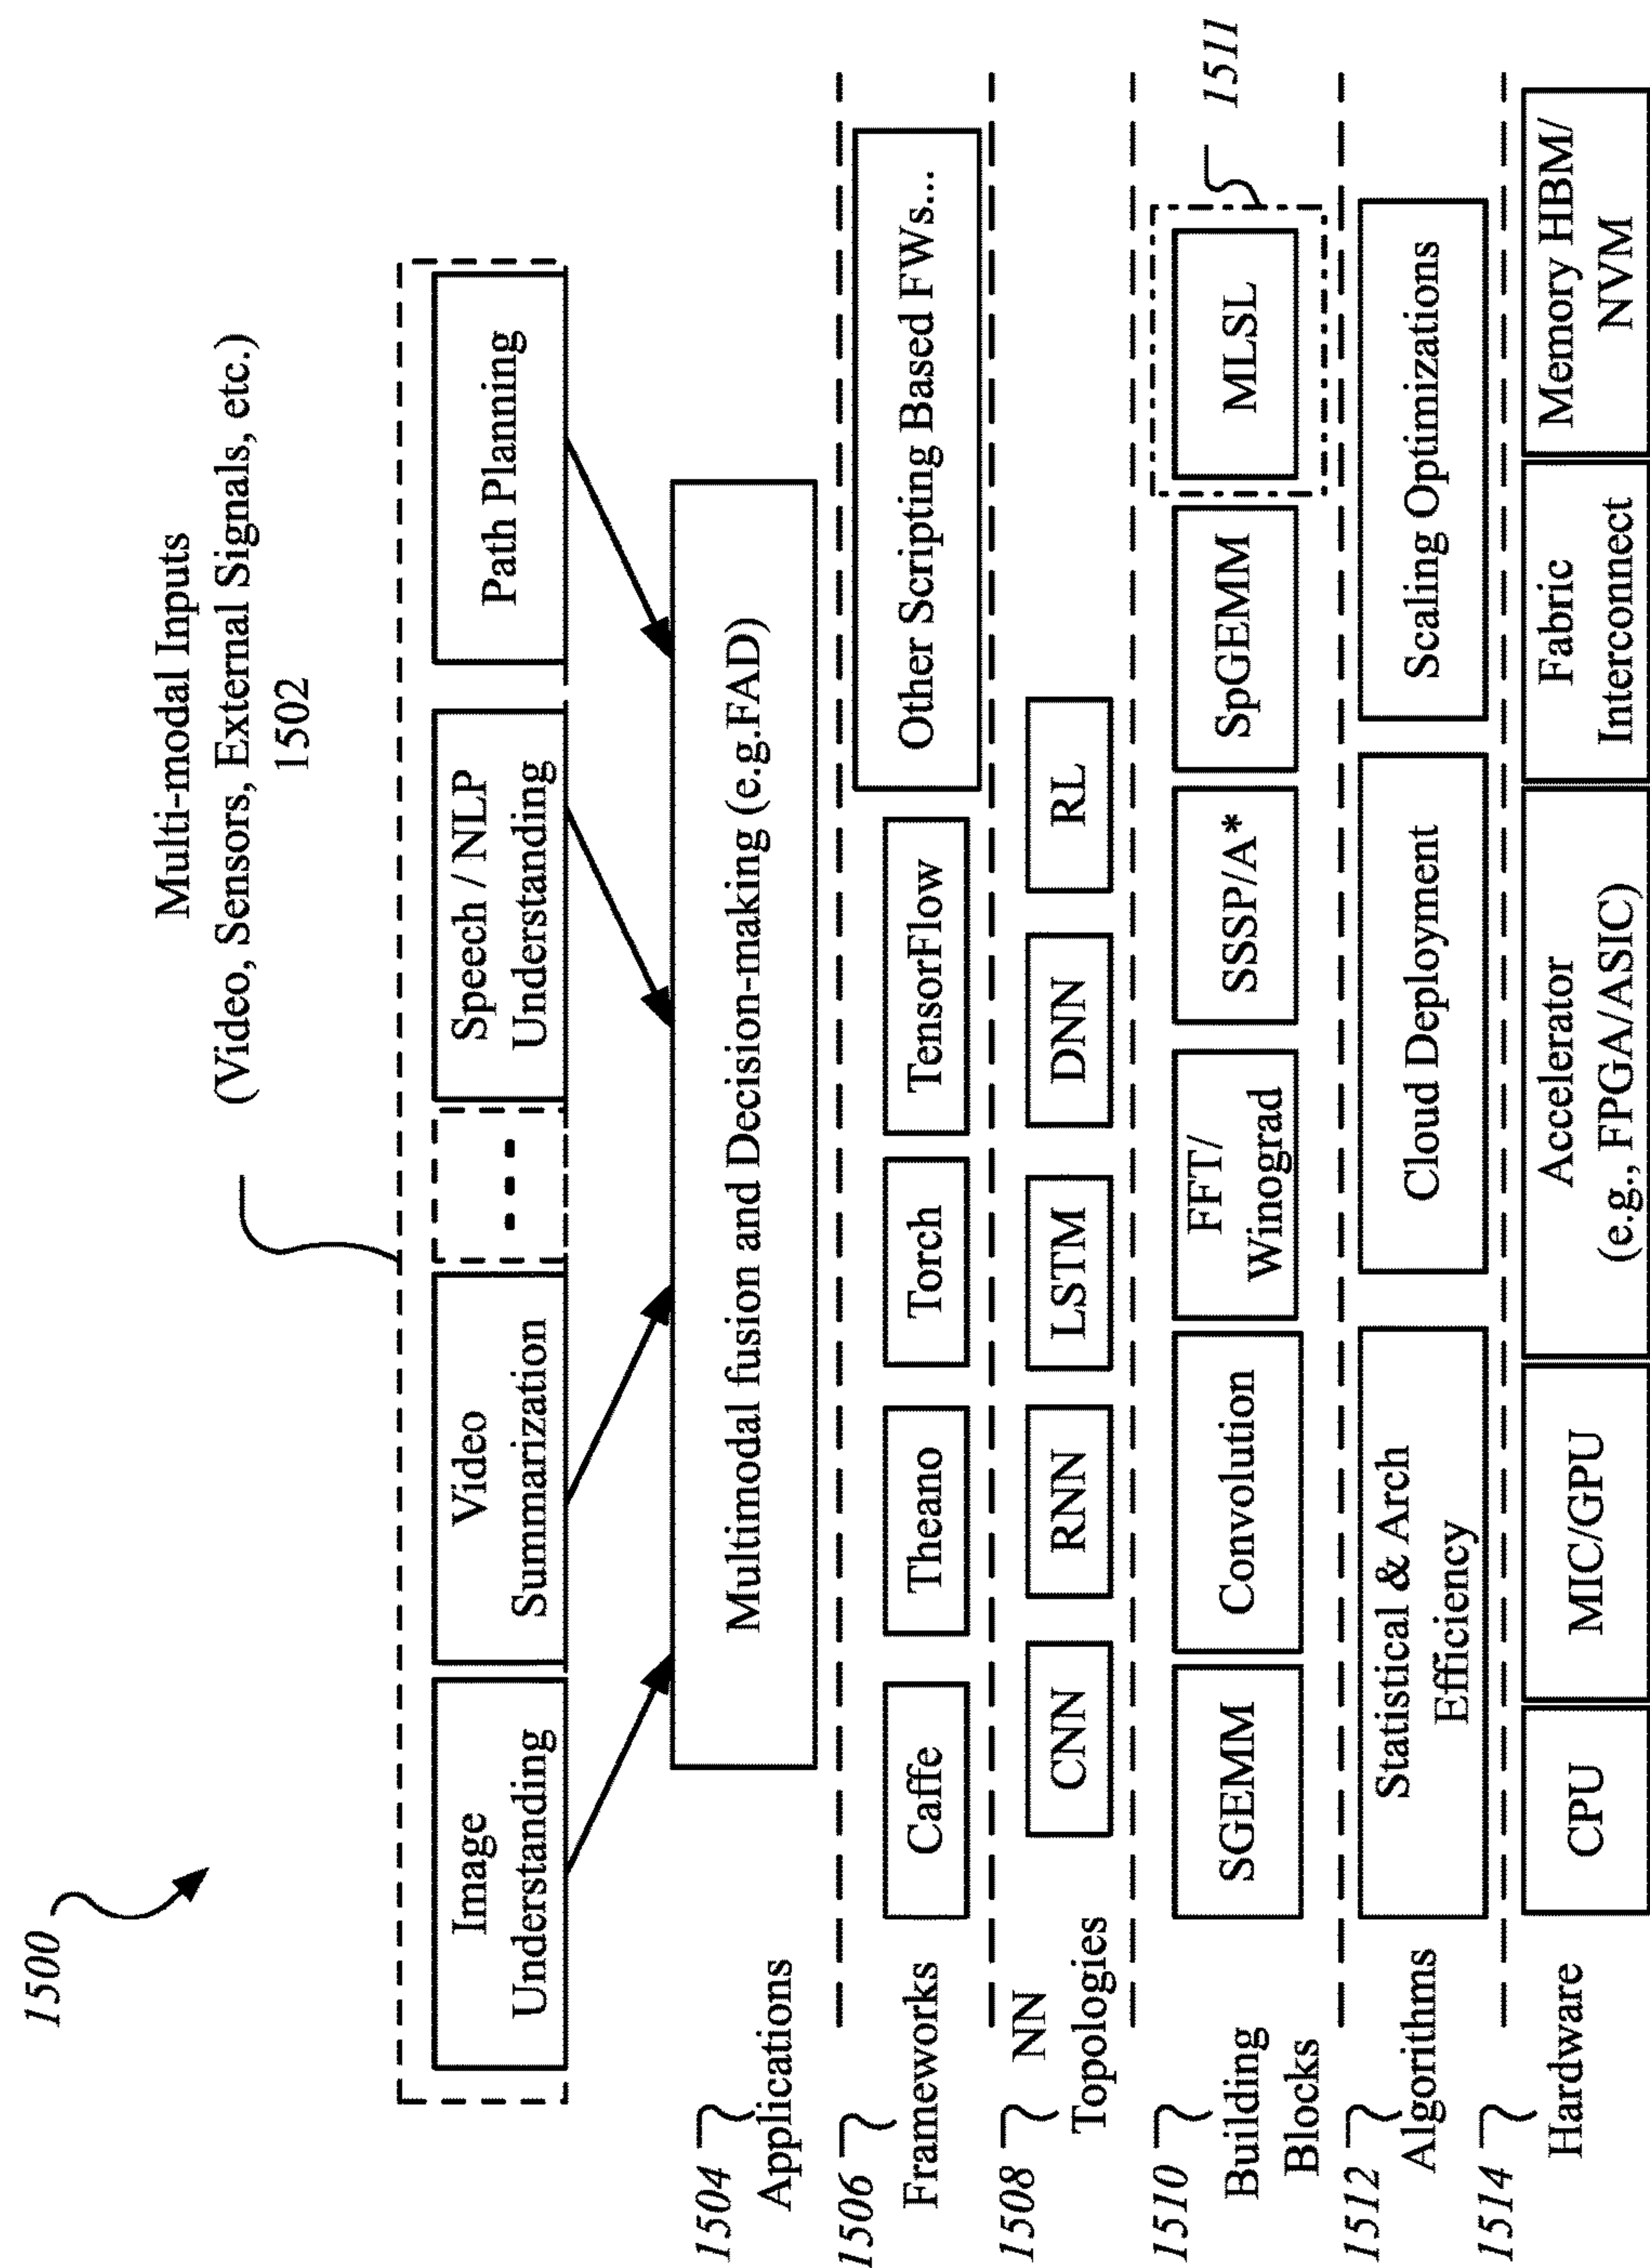 1500
Multi-modal Inputs
(Video, Sensors, External Signals, etc.)
1502
Image
Understanding
Video
Summarization
Speech / NLP
Understanding
Path Planning
1504
Applications
Multimodal fusion and Decision-making (e.g.FAD)
1506
Frameworks
Caffe
Theano
Torch
TensorFlow
Other Scripting Based FWs...
1508
NN
Topologies
CNN
RNN
LSTM
DNN
RL
1510
Building
Blocks
SGEMM
Convolution
FFT/
Winograd
SSSP/A*
SpGEMM
MLSL
1511
1512
Algorithms
Statistical & Arch
Efficiency
Cloud Deployment
Scaling Optimizations
1514
Hardware
CPU
MIC/GPU
Accelerator
(e.g., FPGA/ASIC)
Fabric
Interconnect
Memory HBM/
NVM